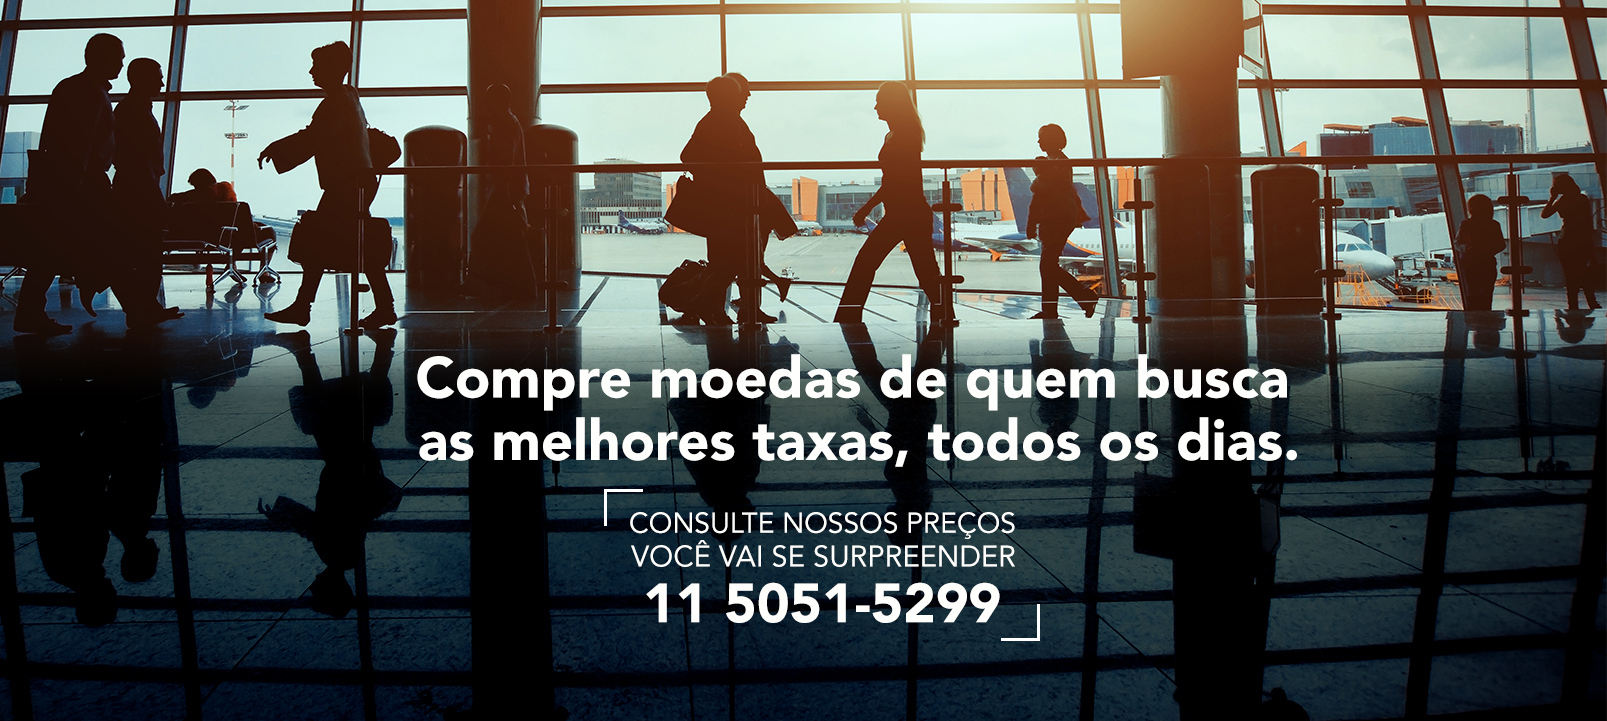 Compre moedas de quem busca
as melhores taxas, todos os dias.
CONSULTE NOSSOS PREÇOS
VOCÊ VAI SE SURPREENDER
11 5051-5299